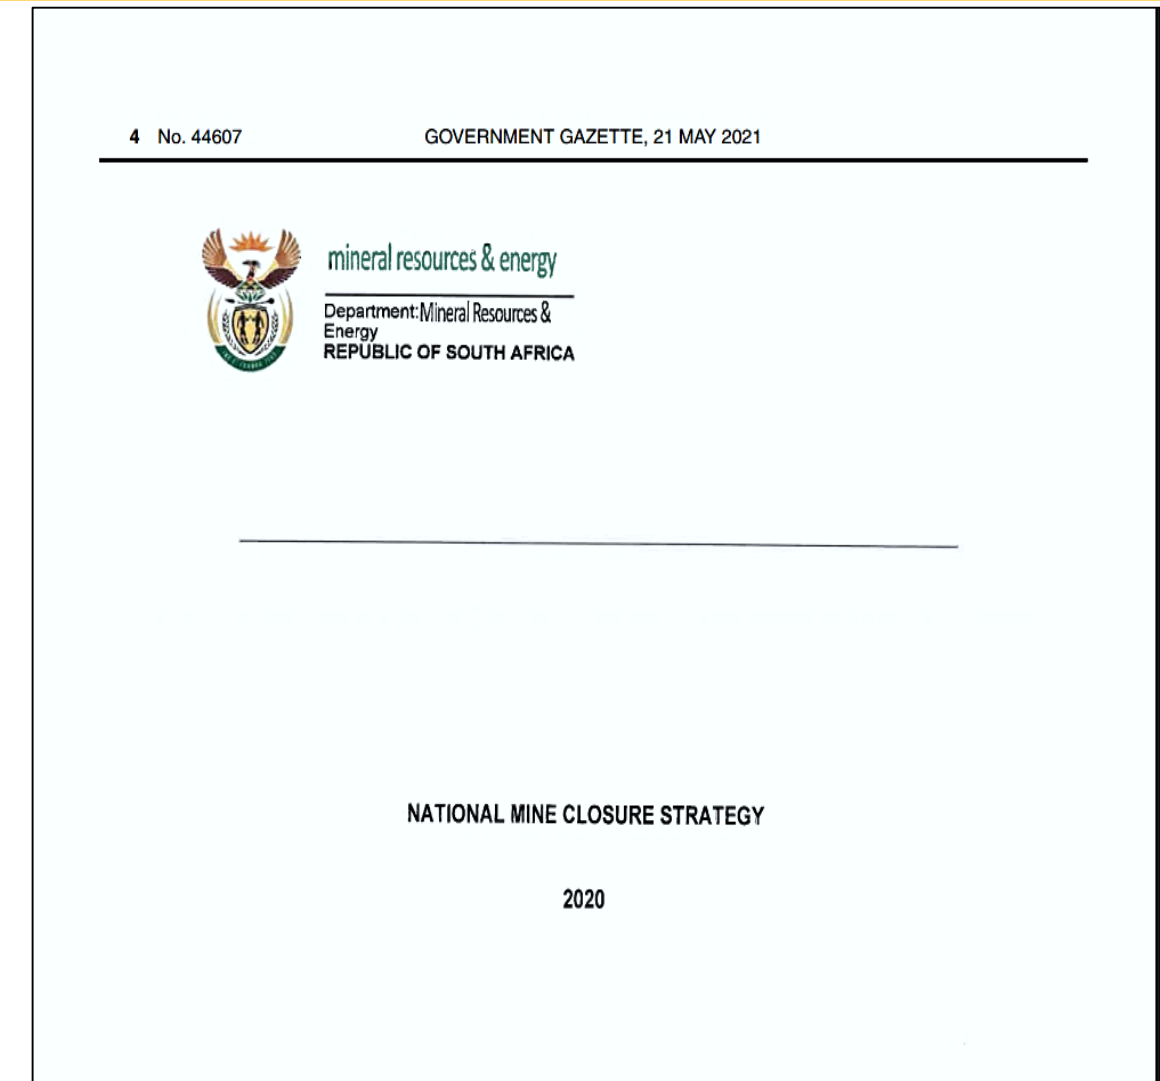 4 No. 44607 GOVERNMENT GAZETTE, 21 MAY 2021
mineral resources & energy
Department:Mineral Resources &
Energy
REPUBLIC OF SOUTH AFRICA
NATIONAL MINE CLOSURE STRATEGY
2020